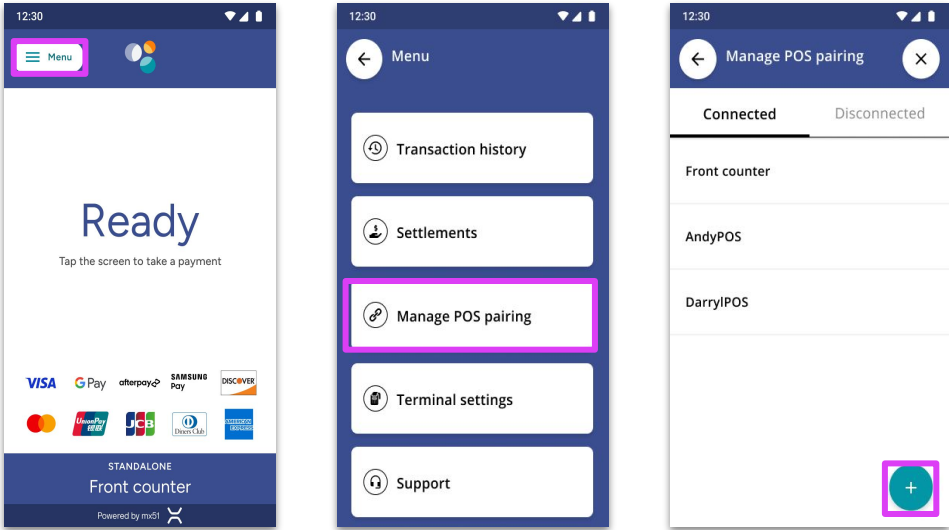 12:30
Menu
Ready
Tap the screen to take a payment
VISA
G Pay
afterpay
SAMSUNG
Pay
DISCOVER
UnionPay
银联
JCB
Diners Club
AMERICAN
EXPRESS
STANDALONE
Front counter
Powered by mx51
12:30
Menu
Transaction history
Settlements
Manage POS pairing
Terminal settings
Support
12:30
Manage POS pairing
Connected
Disconnected
Front counter
AndyPOS
DarrylPOS
+